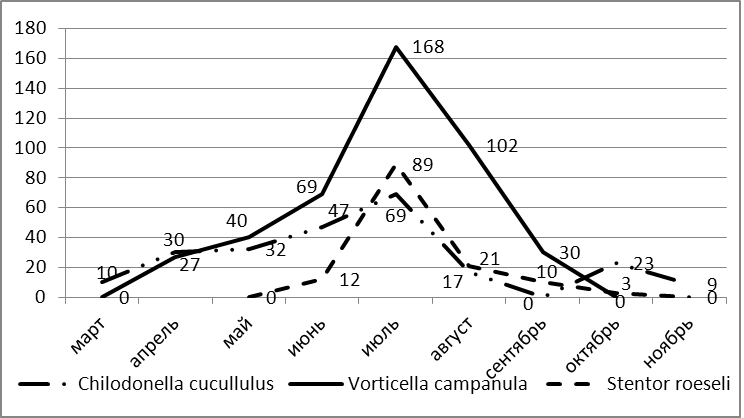 180
160
168
140
120
100
102
80
89
69
60
69
47
40
40
30
32
30
27
21
23
20
17
12
10
10
9
3
0
0
0
0
0
0
март
апрель
май
июнь
июль
август
сентябрь
октябрь
ноябрь
Chilodonella cucullulus
Vorticella campanula
Stentor roeseli